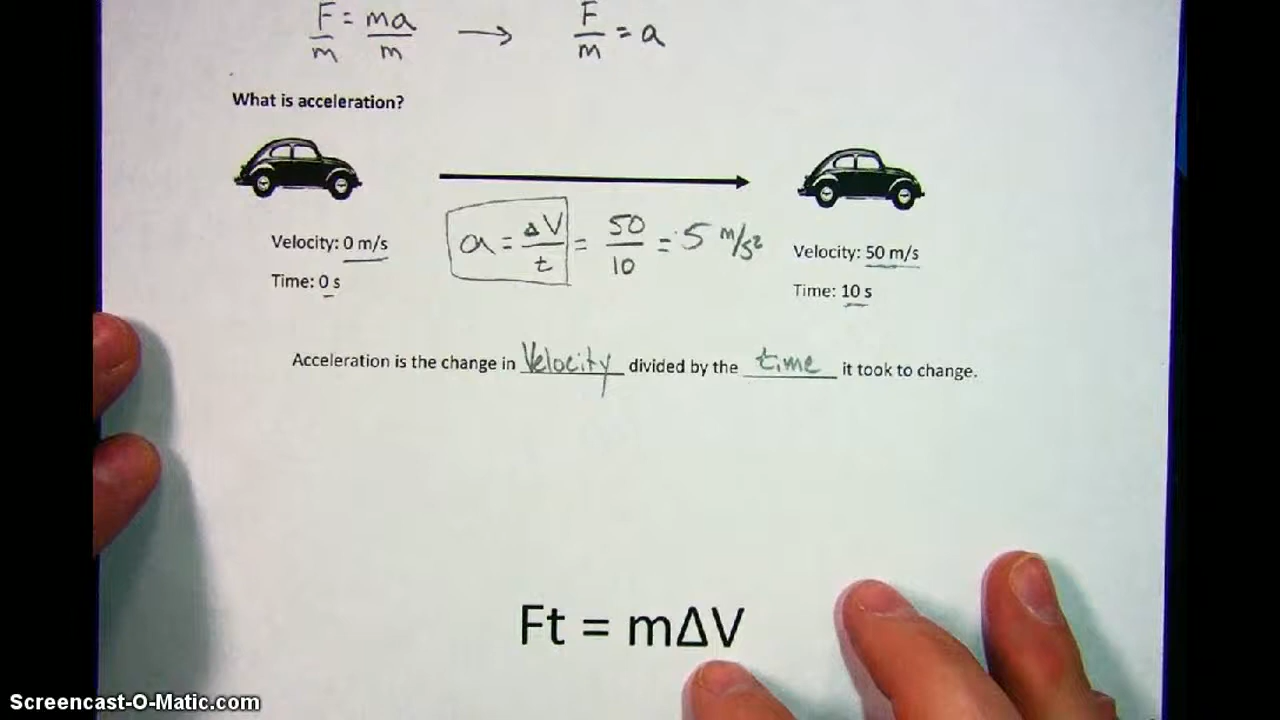 F/m = ma/m → F/m = a
What is acceleration?
a = ΔV/t = 50/10 = 5 m/s²
Velocity: 0 m/s
Velocity: 50 m/s
Time: 0 s
Time: 10 s
Acceleration is the change in Velocity divided by the time it took to change.
Ft = mΔV
Screencast-O-Matic.com